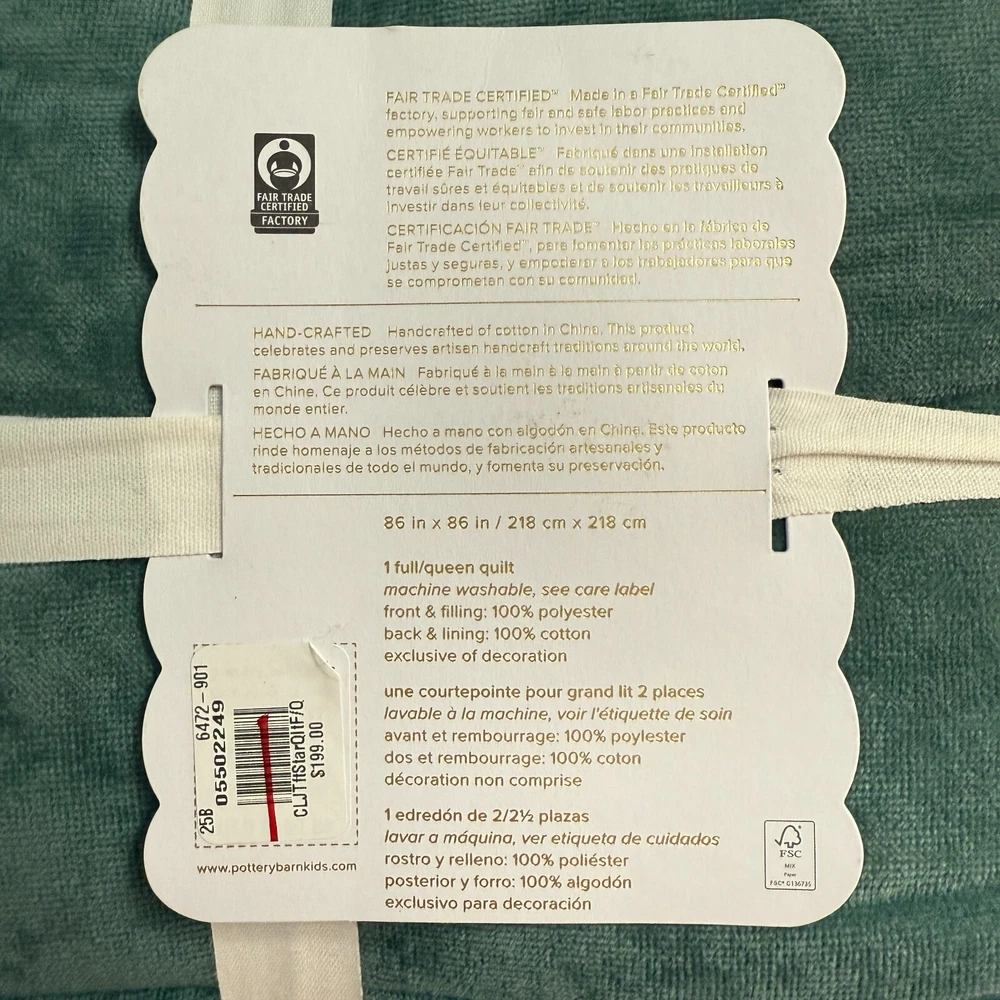 FAIR TRADE CERTIFIED™ Made in a Fair Trade Certified™
factory, supporting fair and safe labor practices and
empowering workers to invest in their communities.
CERTIFIÉ ÉQUITABLE™ Fabriqué dans une installation
certifiée Fair Trade™ afin de soutenir des pratiques de
travail sûres et équitables et de soutenir les travailleurs à
investir dans leur collectivité.
CERTIFICACIÓN FAIR TRADE™ Hecho en la fábrica de
Fair Trade Certified™, para fomentar las prácticas laborales
justas y seguras, y empoderar a los trabajadores para que
se comprometan con su comunidad.
FAIR TRADE
CERTIFIED
FACTORY
HAND-CRAFTED Handcrafted of cotton in China. This product
celebrates and preserves artisan handcraft traditions around the world.
FABRIQUÉ À LA MAIN Fabriqué à la main à la main à partir de coton
en Chine. Ce produit célèbre et soutient les traditions artisanales du
monde entier.
HECHO A MANO Hecho a mano con algodón en China. Este producto
rinde homenaje a los métodos de fabricación artesanales y
tradicionales de todo el mundo, y fomenta su preservación.
86 in x 86 in / 218 cm x 218 cm
1 full/queen quilt
machine washable, see care label
front & filling: 100% polyester
back & lining: 100% cotton
exclusive of decoration
une courtepointe pour grand lit 2 places
lavable à la machine, voir l'étiquette de soin
avant et rembourrage: 100% poylester
dos et rembourrage: 100% coton
décoration non comprise
1 edredón de 2/2½ plazas
lavar a máquina, ver etiqueta de cuidados
rostro y relleno: 100% poliéster
posterior y forro: 100% algodón
exclusivo para decoración
25B 6472-901
05502249
CLJTftStarQltF/Q
$199.00
www.potterybarnkids.com
FSC
MIX
Paper
FSC® C136735